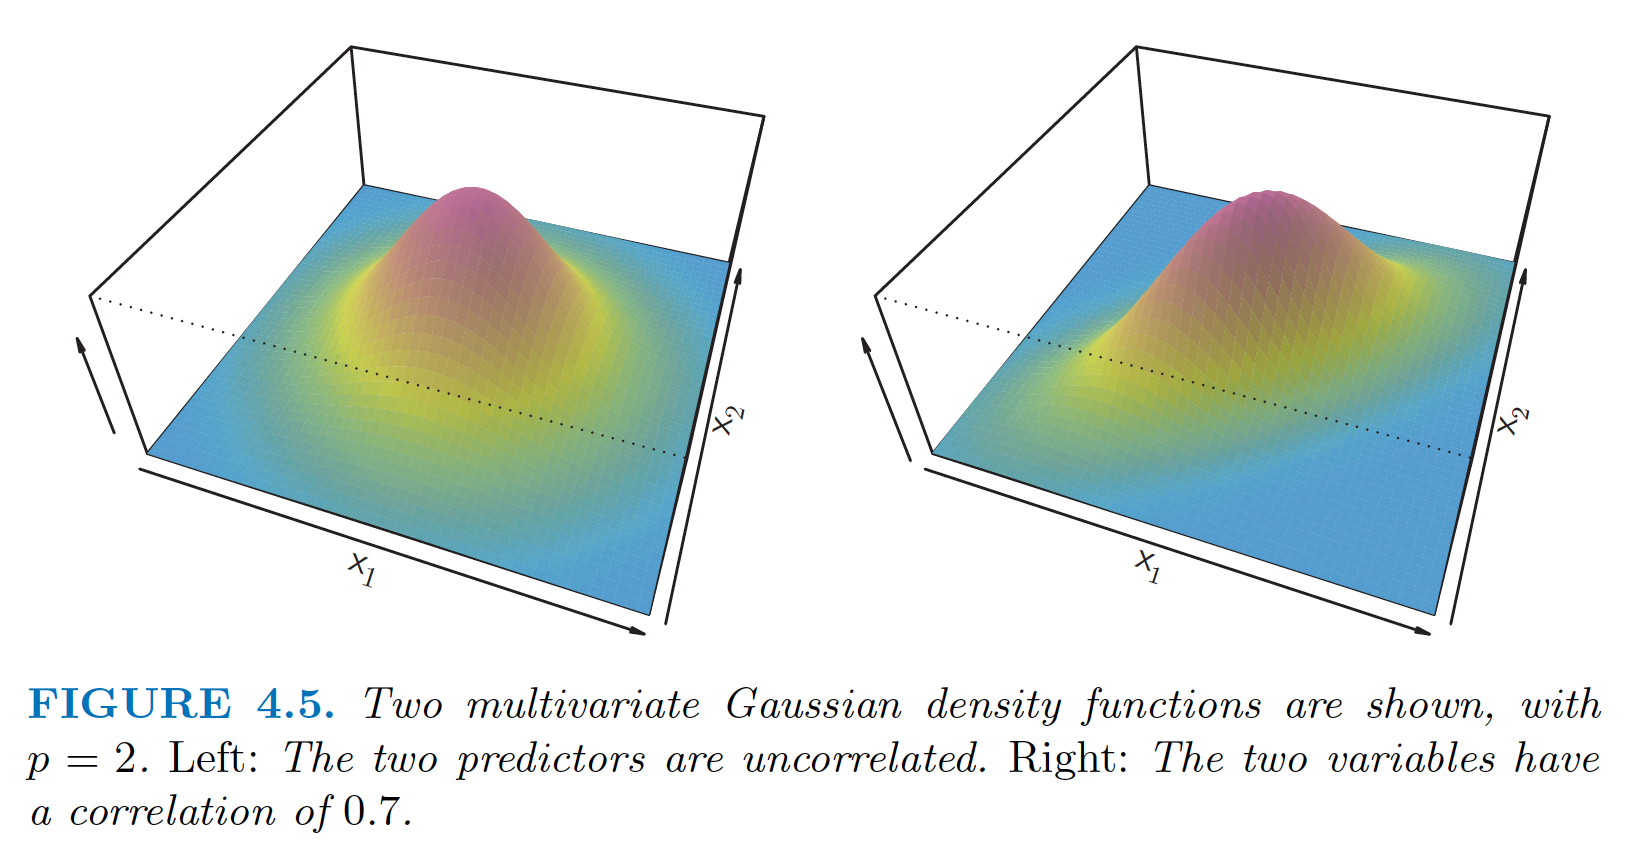 x₁
x₂
x₁
x₂
FIGURE 4.5. Two multivariate Gaussian density functions are shown, with
p = 2. Left: The two predictors are uncorrelated. Right: The two variables have
a correlation of 0.7.